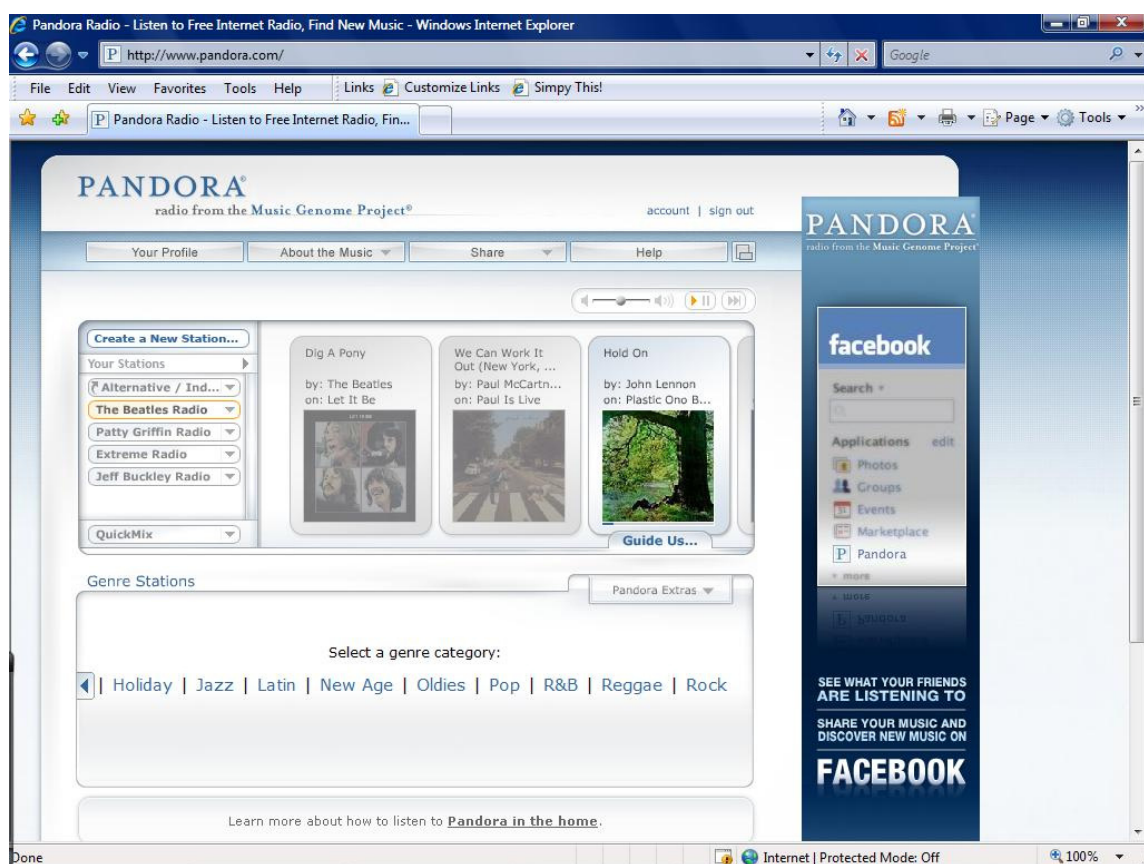 Pandora Radio - Listen to Free Internet Radio, Find New Music - Windows Internet Explorer
P http://www.pandora.com/
Google
File Edit View Favorites Tools Help Links Customize Links Simpy This!
P Pandora Radio - Listen to Free Internet Radio, Fin...
Page Tools
PANDORA®
radio from the Music Genome Project®
account | sign out
Your Profile About the Music Share Help
Create a New Station...
Your Stations
Alternative / Ind...
The Beatles Radio
Patty Griffin Radio
Extreme Radio
Jeff Buckley Radio
QuickMix
Dig A Pony
by: The Beatles
on: Let It Be
LET IT BE
We Can Work It
Out (New York, ...
by: Paul McCartn...
on: Paul Is Live
Hold On
by: John Lennon
on: Plastic Ono B...
Guide Us...
Genre Stations
Pandora Extras
Select a genre category:
| Holiday | Jazz | Latin | New Age | Oldies | Pop | R&B | Reggae | Rock
Learn more about how to listen to Pandora in the home.
PANDORA®
radio from the Music Genome Project®
facebook
Search
Applications edit
Photos
Groups
31 Events
Marketplace
P Pandora
more
SEE WHAT YOUR FRIENDS
ARE LISTENING TO
SHARE YOUR MUSIC AND
DISCOVER NEW MUSIC ON
FACEBOOK
Done
Internet | Protected Mode: Off
100%